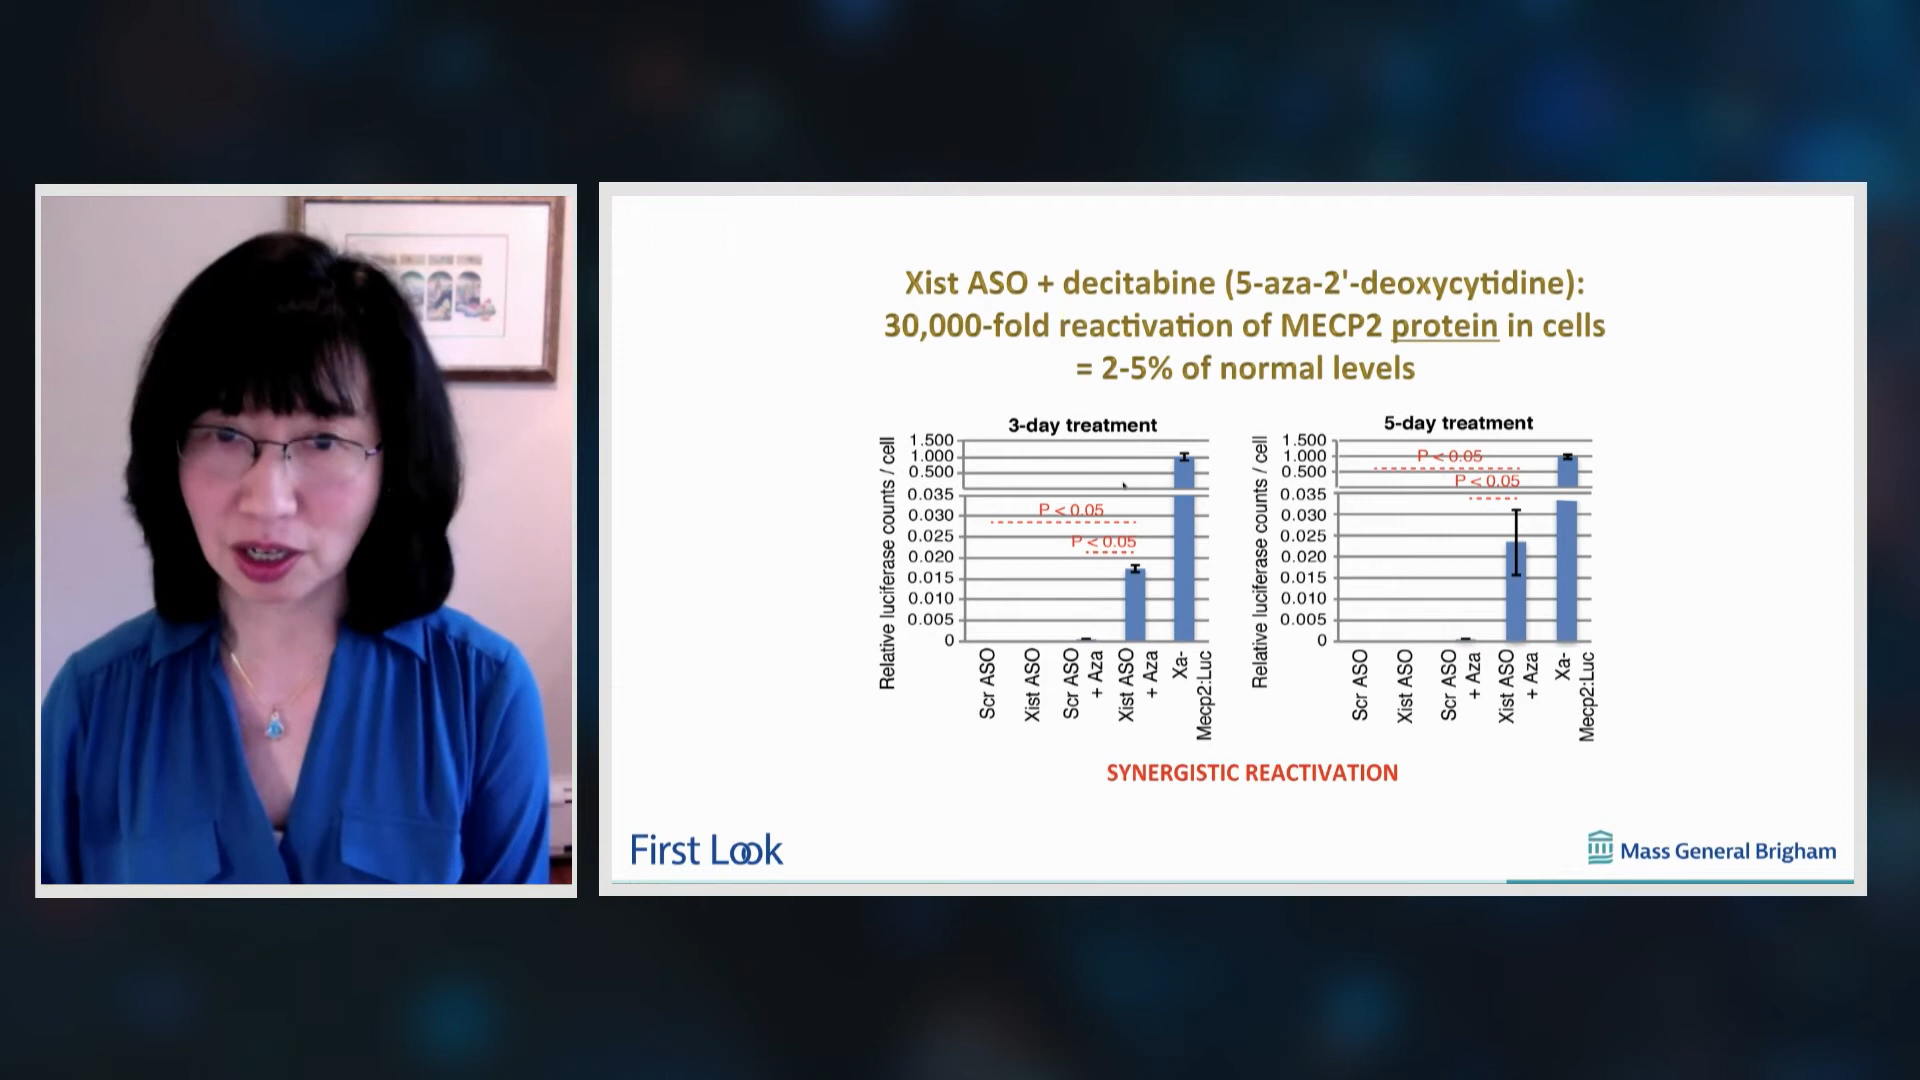 Xist ASO + decitabine (5-aza-2'-deoxycytidine):
30,000-fold reactivation of MECP2 protein in cells
= 2-5% of normal levels
3-day treatment
Relative luciferase counts / cell
1.500
1.000
0.500
0.035
0.030
0.025
0.020
0.015
0.010
0.005
0
P < 0.05
P < 0.05
Scr ASO
Xist ASO
Scr ASO
+ Aza
Xist ASO
+ Aza
Xa-
Mecp2:Luc
5-day treatment
Relative luciferase counts / cell
1.500
1.000
0.500
0.035
0.030
0.025
0.020
0.015
0.010
0.005
0
P < 0.05
P < 0.05
Scr ASO
Xist ASO
Scr ASO
+ Aza
Xist ASO
+ Aza
Xa-
Mecp2:Luc
SYNERGISTIC REACTIVATION
First Look
Mass General Brigham